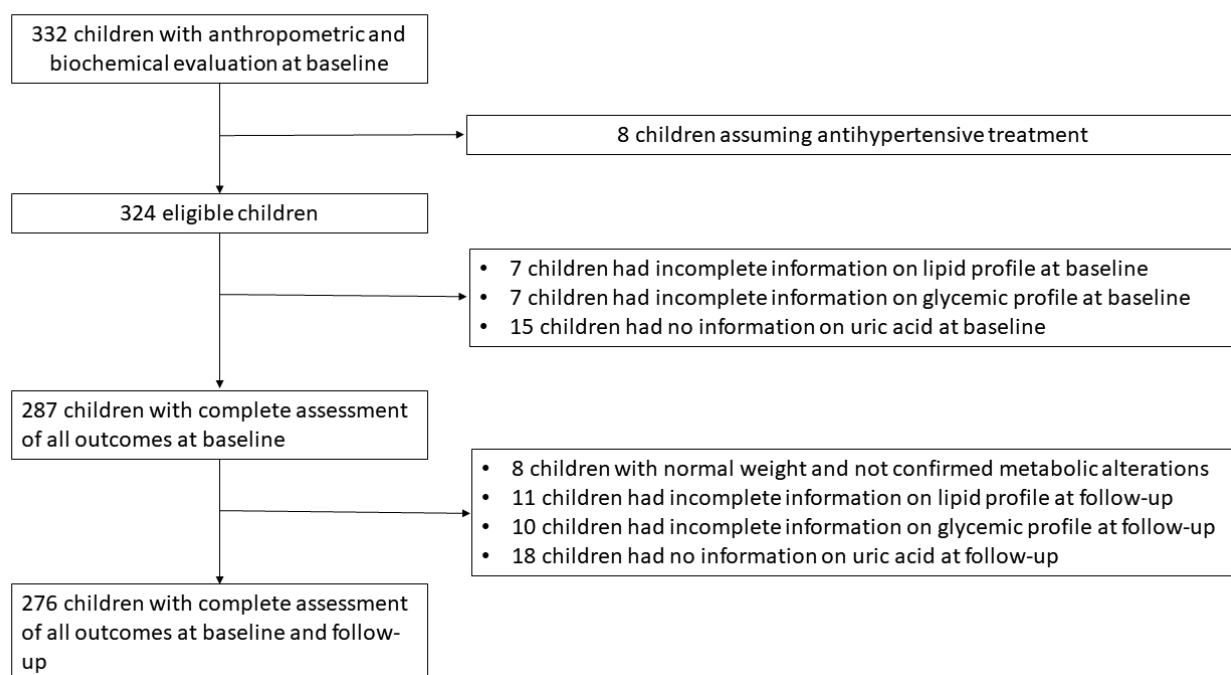 332 children with anthropometric and
biochemical evaluation at baseline
8 children assuming antihypertensive treatment
324 eligible children
• 7 children had incomplete information on lipid profile at baseline
• 7 children had incomplete information on glycemic profile at baseline
• 15 children had no information on uric acid at baseline
287 children with complete assessment
of all outcomes at baseline
• 8 children with normal weight and not confirmed metabolic alterations
• 11 children had incomplete information on lipid profile at follow-up
• 10 children had incomplete information on glycemic profile at follow-up
• 18 children had no information on uric acid at follow-up
276 children with complete assessment
of all outcomes at baseline and follow-
up